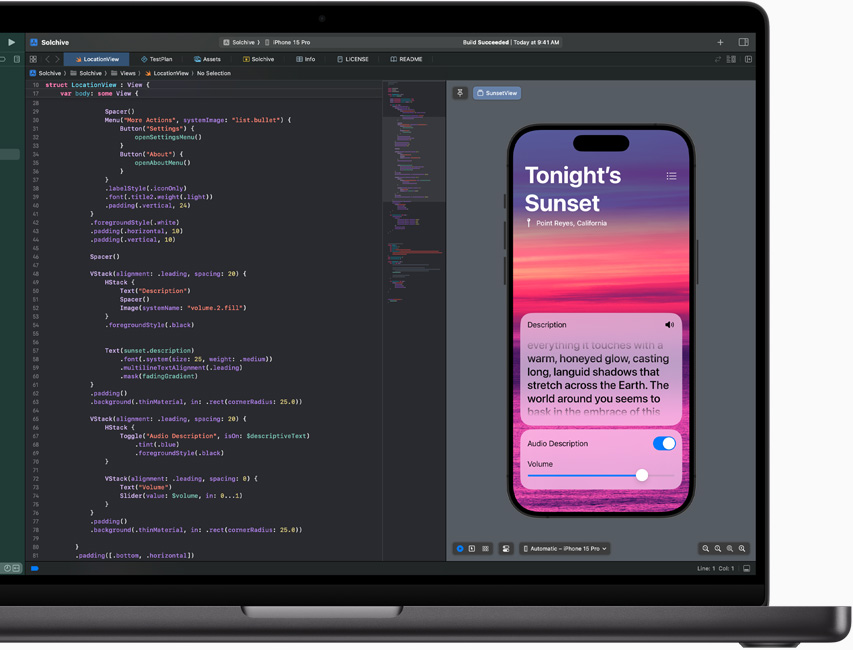 Solchive
Solchive 〉 iPhone 15 Pro
Build Succeeded | Today at 9:41 AM
LocationView
TestPlan
Assets
Solchive
Info
LICENSE
README
Solchive 〉 Solchive 〉 Views 〉 LocationView 〉 No Selection
16 struct LocationView : View {
17 var body: some View {
28
29 Spacer()
30 Menu("More Actions", systemImage: "list.bullet") {
31 Button("Settings") {
32 openSettingsMenu()
33 }
34 Button("About") {
35 openAboutMenu()
36 }
37 }
38 .labelStyle(.iconOnly)
39 .font(.title2.weight(.light))
40 .padding(.vertical, 24)
41 }
42 .foregroundStyle(.white)
43 .padding(.horizontal, 10)
44 .padding(.vertical, 10)
45
46 Spacer()
47
48 VStack(alignment: .leading, spacing: 20) {
49 HStack {
50 Text("Description")
51 Spacer()
52 Image(systemName: "volume.2.fill")
53 }
54 .foregroundStyle(.black)
55
56
57 Text(sunset.description)
58 .font(.system(size: 25, weight: .medium))
59 .multilineTextAlignment(.leading)
60 .mask(fadingGradient)
61 }
62 .padding()
63 .background(.thinMaterial, in: .rect(cornerRadius: 25.0))
64
65 VStack(alignment: .leading, spacing: 20) {
66 HStack {
67 Toggle("Audio Description", isOn: $descriptiveText)
68 .tint(.blue)
69 .foregroundStyle(.black)
70 }
71
72 VStack(alignment: .leading, spacing: 0) {
73 Text("Volume")
74 Slider(value: $volume, in: 0...1)
75 }
76 }
77 .padding()
78 .background(.thinMaterial, in: .rect(cornerRadius: 25.0))
79
80 }
81 .padding([.bottom, .horizontal])
SunsetView
Tonight's
Sunset
Point Reyes, California
Description
everything it touches with a
warm, honeyed glow, casting
long, languid shadows that
stretch across the Earth. The
world around you seems to
bask in the embrace of this
Audio Description
Volume
Automatic – iPhone 15 Pro
Line: 1 Col: 1